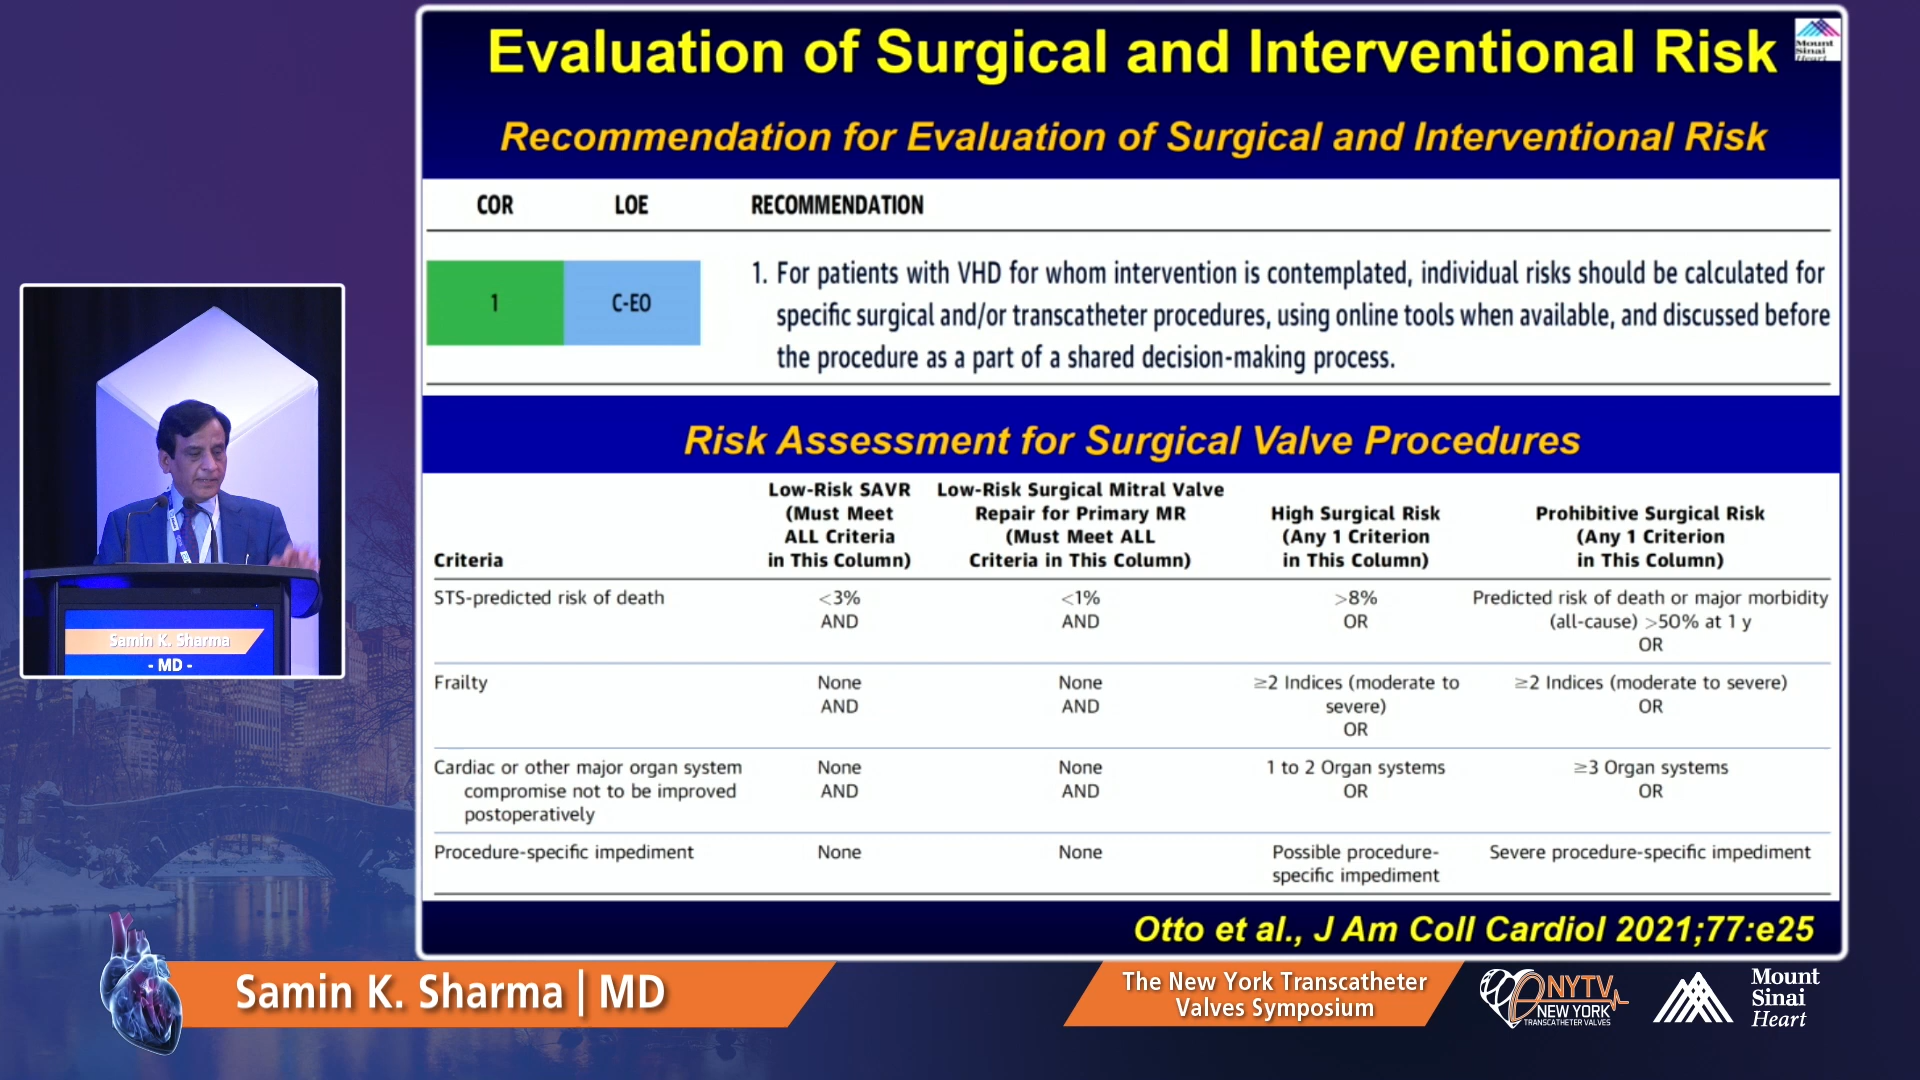 Evaluation of Surgical and Interventional Risk
Mount
Sinai
Heart
Recommendation for Evaluation of Surgical and Interventional Risk
COR LOE RECOMMENDATION
1 C-EO
1. For patients with VHD for whom intervention is contemplated, individual risks should be calculated for
specific surgical and/or transcatheter procedures, using online tools when available, and discussed before
the procedure as a part of a shared decision-making process.
Risk Assessment for Surgical Valve Procedures
Criteria
Low-Risk SAVR
(Must Meet
ALL Criteria
in This Column)
Low-Risk Surgical Mitral Valve
Repair for Primary MR
(Must Meet ALL
Criteria in This Column)
High Surgical Risk
(Any 1 Criterion
in This Column)
Prohibitive Surgical Risk
(Any 1 Criterion
in This Column)
STS-predicted risk of death
<3%
AND
<1%
AND
>8%
OR
Predicted risk of death or major morbidity
(all-cause) >50% at 1 y
OR
Frailty
None
AND
None
AND
≥2 Indices (moderate to
severe)
OR
≥2 Indices (moderate to severe)
OR
Cardiac or other major organ system
compromise not to be improved
postoperatively
None
AND
None
AND
1 to 2 Organ systems
OR
≥3 Organ systems
OR
Procedure-specific impediment
None
None
Possible procedure-
specific impediment
Severe procedure-specific impediment
Otto et al., J Am Coll Cardiol 2021;77:e25
Samin K. Sharma
- MD -
Samin K. Sharma | MD
The New York Transcatheter
Valves Symposium
NYTV
NEW YORK
TRANSCATHETER VALVES
Mount
Sinai
Heart